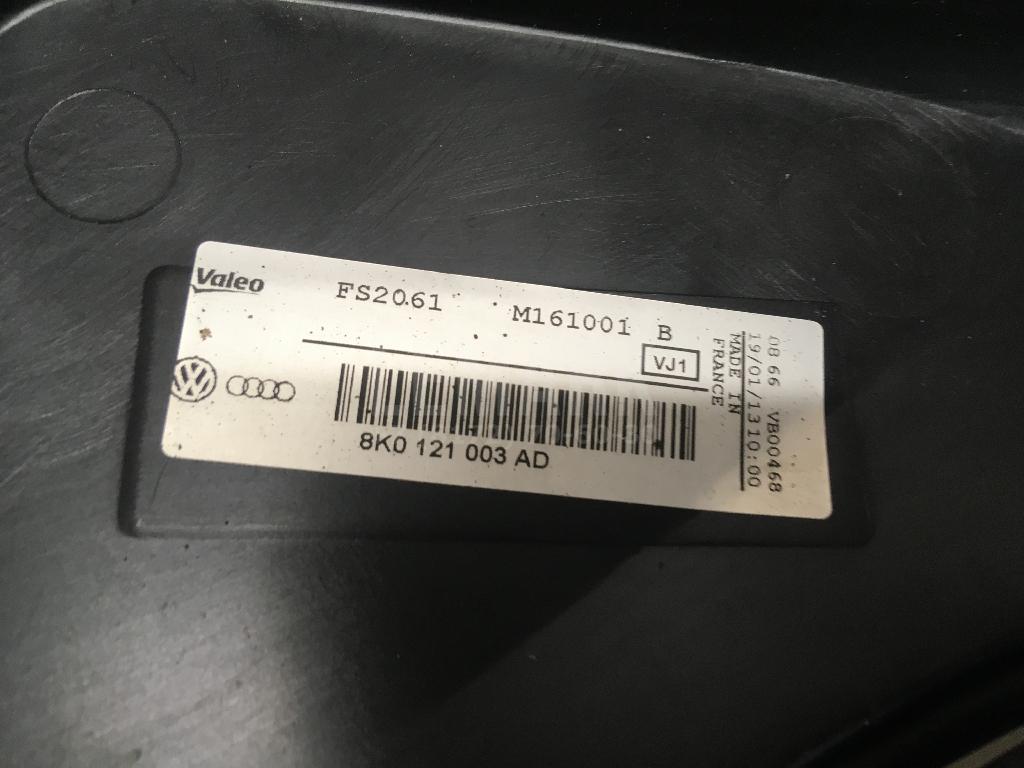 Valeo
FS2061 M161001 B
VJ1
8K0 121 003 AD
MADE IN
FRANCE
19/01/13 10:00
08 66 VB00468